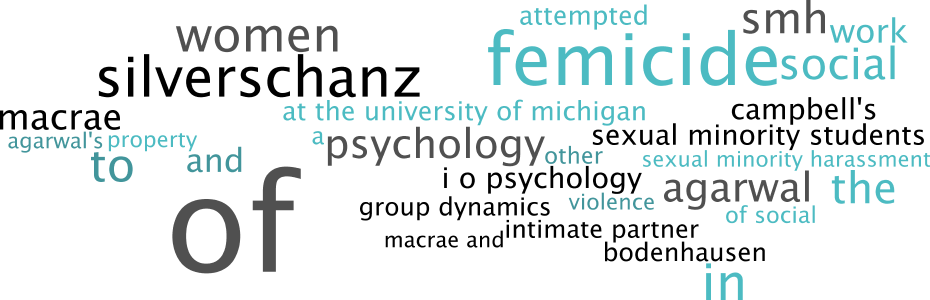 attempted
smh
women
work
femicide
silverschanz
social
at the university of michigan
campbell's
macrae
sexual minority students
agarwal's
property
a
psychology
to
and
other
sexual minority harassment
i o psychology
agarwal
the
of
group dynamics
violence
of social
macrae and
intimate partner
bodenhausen
in